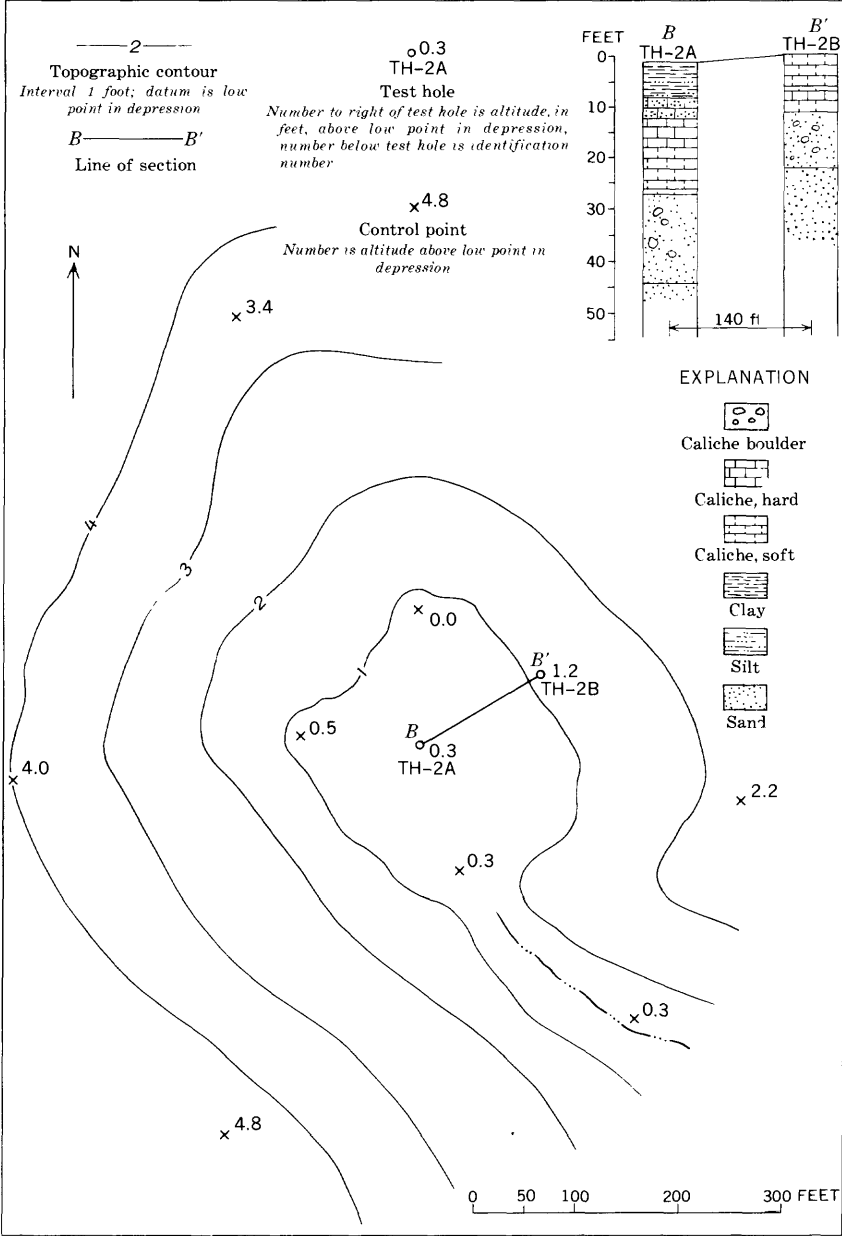 2
Topographic contour
Interval 1 foot; datum is low
point in depression
B B'
Line of section
0.3
TH-2A
Test hole
Number to right of test hole is altitude, in
feet, above low point in depression,
number below test hole is identification
number
4.8
Control point
Number is altitude above low point in
depression
FEET
B
TH-2A
B'
TH-2B
0
10
20
30
40
50
140 ft
EXPLANATION
Caliche boulder
Caliche, hard
Caliche, soft
Clay
Silt
Sand
N
3.4
4
3
2
1
0.0
B'
1.2
TH-2B
0.5
B
0.3
TH-2A
4.0
2.2
0.3
0.3
4.8
0 50 100 200 300 FEET